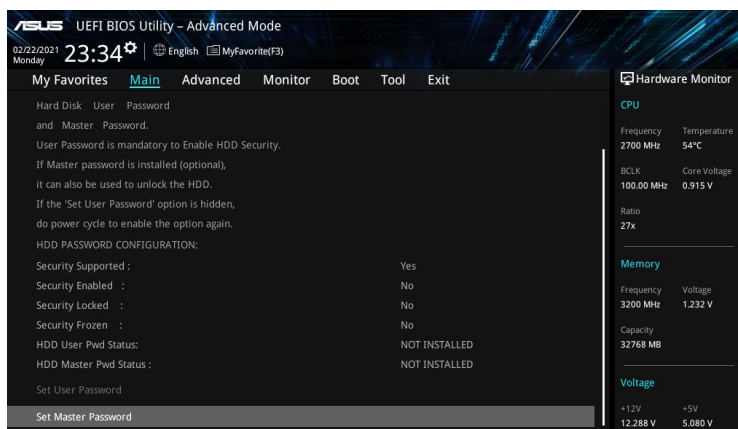 ASUS UEFI BIOS Utility – Advanced Mode
02/22/2021
Monday
23:34
English MyFavorite(F3)
My Favorites Main Advanced Monitor Boot Tool Exit
Hard Disk User Password
and Master Password.
User Password is mandatory to Enable HDD Security.
If Master password is installed (optional),
it can also be used to unlock the HDD.
If the 'Set User Password' option is hidden,
do power cycle to enable the option again.
HDD PASSWORD CONFIGURATION:
Security Supported : Yes
Security Enabled : No
Security Locked : No
Security Frozen : No
HDD User Pwd Status: NOT INSTALLED
HDD Master Pwd Status : NOT INSTALLED
Set User Password
Set Master Password
Hardware Monitor
CPU
Frequency Temperature
2700 MHz 54°C
BCLK Core Voltage
100.00 MHz 0.915 V
Ratio
27x
Memory
Frequency Voltage
3200 MHz 1.232 V
Capacity
32768 MB
Voltage
+12V +5V
12.288 V 5.080 V